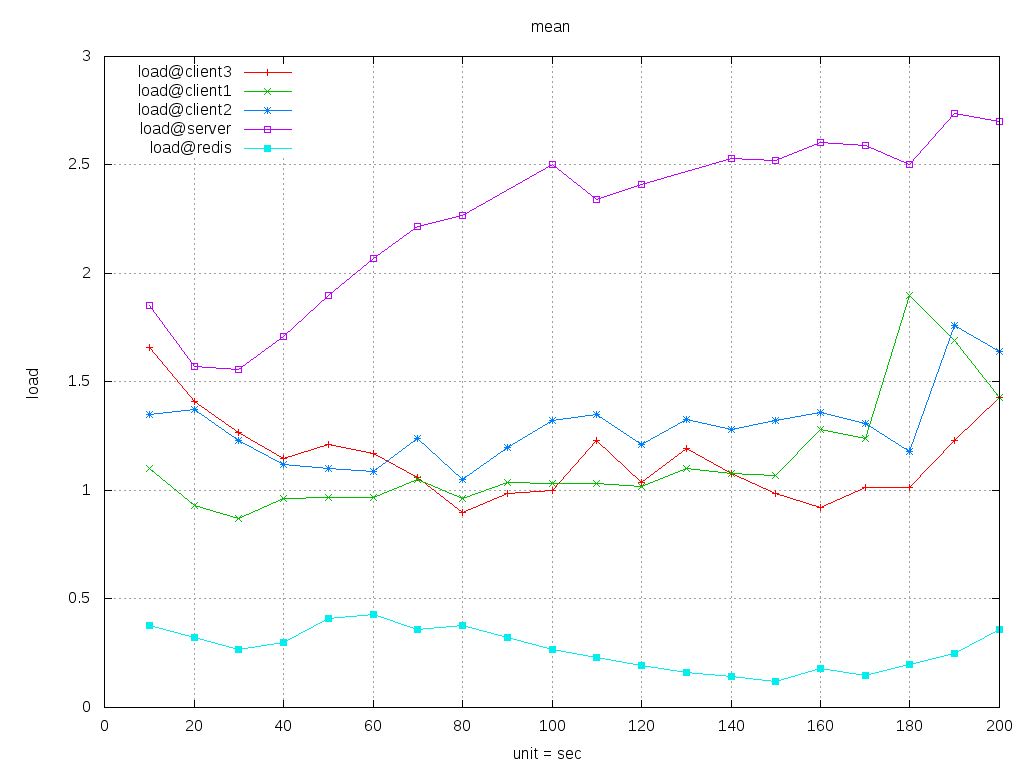 mean
3
2.5
2
1.5
1
0.5
0
load
load@client3
load@client1
load@client2
load@server
load@redis
0 20 40 60 80 100 120 140 160 180 200
unit = sec